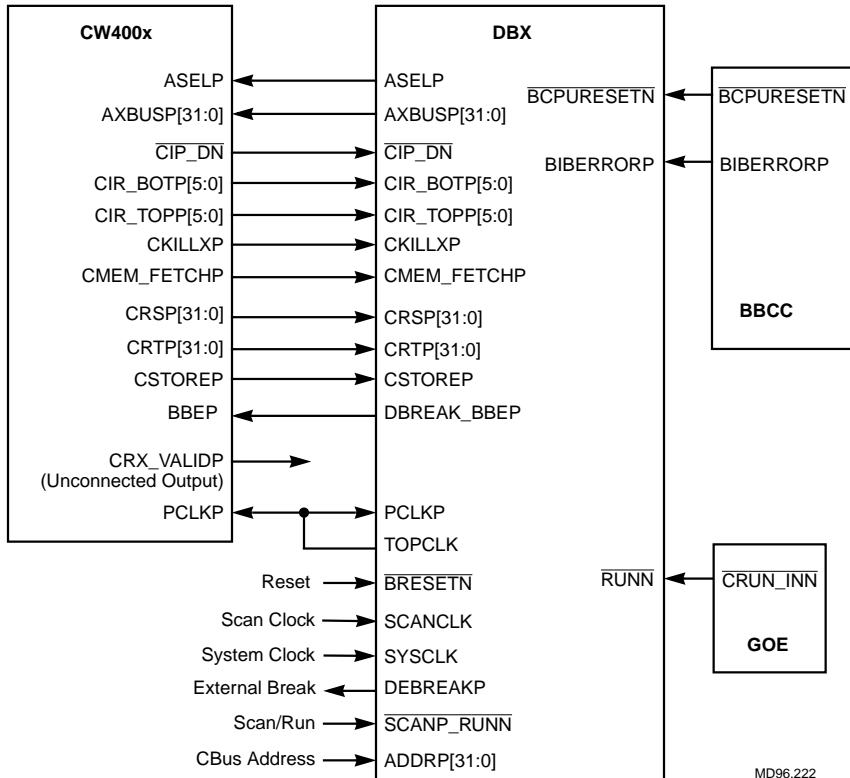 CW400x DBX
ASELP ASELP
BCPURESETN BCPURESETN
AXBUSP[31:0] AXBUSP[31:0]
CIP_DN CIP_DN
BIBERRORP BIBERRORP
CIR_BOTP[5:0] CIR_BOTP[5:0]
CIR_TOPP[5:0] CIR_TOPP[5:0]
CKILLXP CKILLXP
CMEM_FETCHP CMEM_FETCHP
BBCC
CRSP[31:0] CRSP[31:0]
CRTP[31:0] CRTP[31:0]
CSTOREP CSTOREP
BBEP DBREAK_BBEP
CRX_VALIDP
(Unconnected Output)
PCLKP PCLKP
TOPCLK
Reset BRESETN RUNN CRUN_INN
Scan Clock SCANCLK
GOE
System Clock SYSCLK
External Break DEBREAKP
Scan/Run SCANP_RUNN
CBus Address ADDRP[31:0]
MD96.222